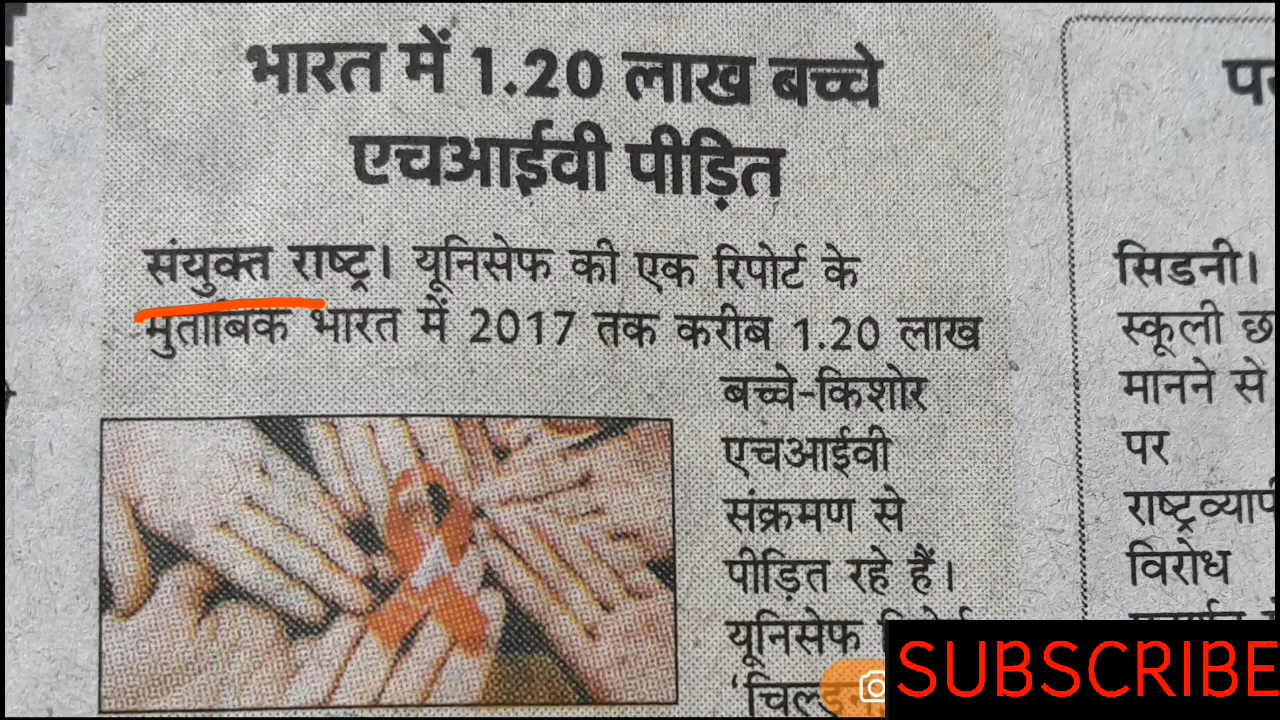 भारत में 1.20 लाख बच्चे
एचआईवी पीड़ित
संयुक्त राष्ट्र। यूनिसेफ की एक रिपोर्ट के
मुताबिक भारत में 2017 तक करीब 1.20 लाख
बच्चे-किशोर
एचआईवी
संक्रमण से
पीड़ित रहे हैं।
यूनिसेफ
सिडनी।
स्कूली
मानने से
पर
विरोध
SUBSCRIBE